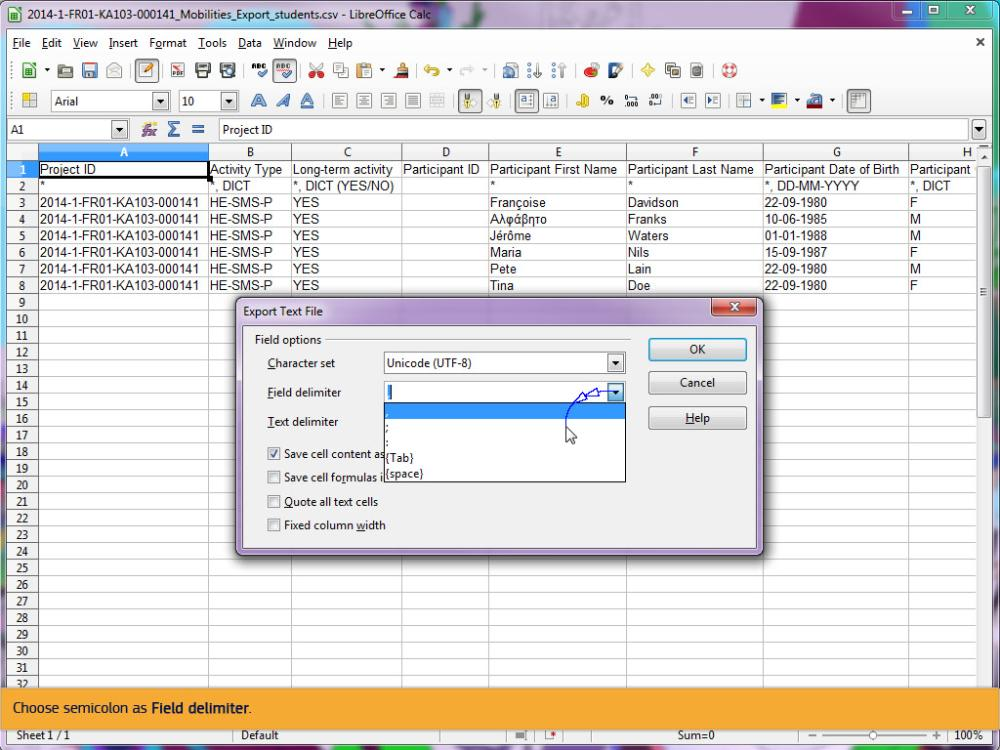 2014-1-FR01-KA103-000141_Mobilities_Export_students.csv - LibreOffice Calc
File Edit View Insert Format Tools Data Window Help
Arial 10
A1 Project ID
A B C D E F G H
1 Project ID Activity Type Long-term activity Participant ID Participant First Name Participant Last Name Participant Date of Birth Participant
2 * *, DICT *, DICT (YES/NO) * * *, DD-MM-YYYY *, DICT
3 2014-1-FR01-KA103-000141 HE-SMS-P YES Françoise Davidson 22-09-1980 F
4 2014-1-FR01-KA103-000141 HE-SMS-P YES Αλφάβητο Franks 10-06-1985 M
5 2014-1-FR01-KA103-000141 HE-SMS-P YES Jérôme Waters 01-01-1988 M
6 2014-1-FR01-KA103-000141 HE-SMS-P YES Maria Nils 15-09-1987 F
7 2014-1-FR01-KA103-000141 HE-SMS-P YES Pete Lain 22-09-1980 M
8 2014-1-FR01-KA103-000141 HE-SMS-P YES Tina Doe 22-09-1980 F
9
10
11
12
13
14
15
16
17
18
19
20
21
22
23
24
25
26
27
28
29
30
31
32
Export Text File
Field options
Character set Unicode (UTF-8)
Field delimiter ,
,
;
:
{Tab}
{space}
Text delimiter
Save cell content as
Save cell formulas i
Quote all text cells
Fixed column width
OK
Cancel
Help
Choose semicolon as Field delimiter.
Sheet 1 / 1 Default Sum=0 100%